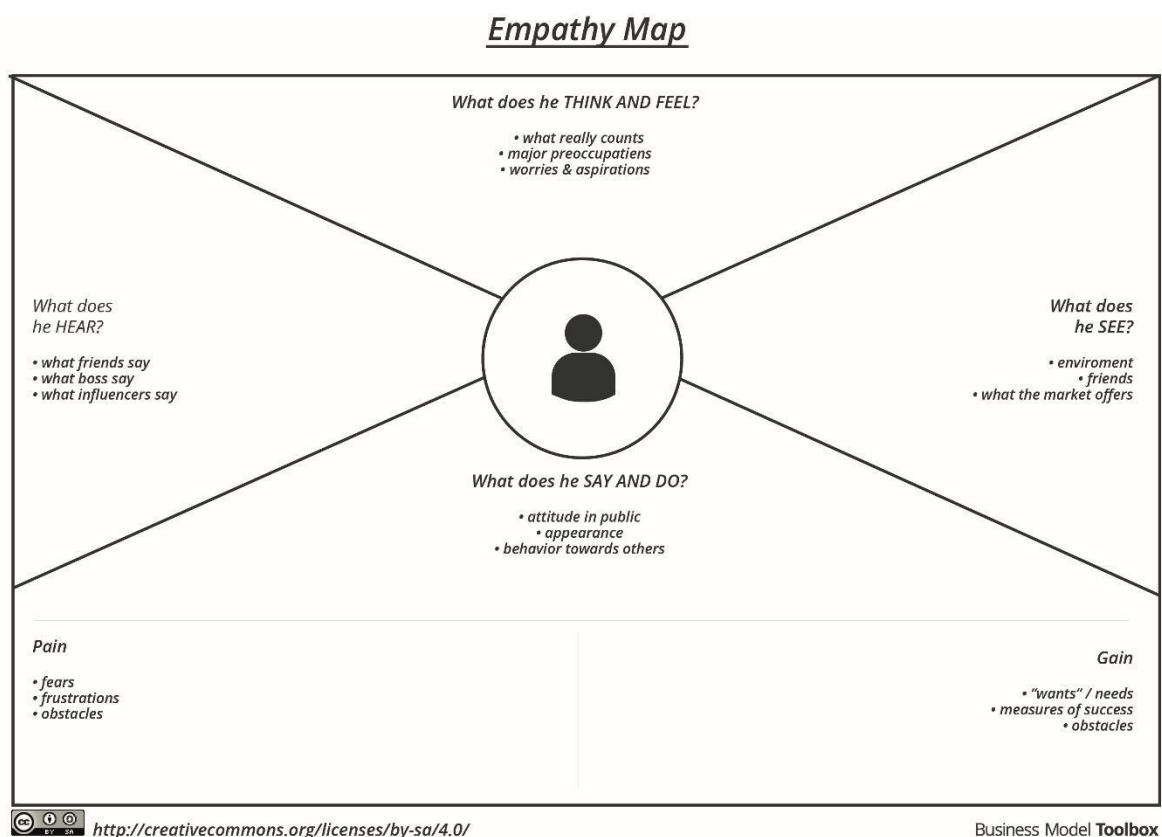 Empathy Map
What does he THINK AND FEEL?
• what really counts
• major preoccupatiens
• worries & aspirations
What does
he HEAR?
• what friends say
• what boss say
• what influencers say
What does
he SEE?
• enviroment
• friends
• what the market offers
What does he SAY AND DO?
• attitude in public
• appearance
• behavior towards others
Pain
• fears
• frustrations
• obstacles
Gain
• “wants” / needs
• measures of success
• obstacles
cc BY SA
http://creativecommons.org/licenses/by-sa/4.0/
Business Model Toolbox